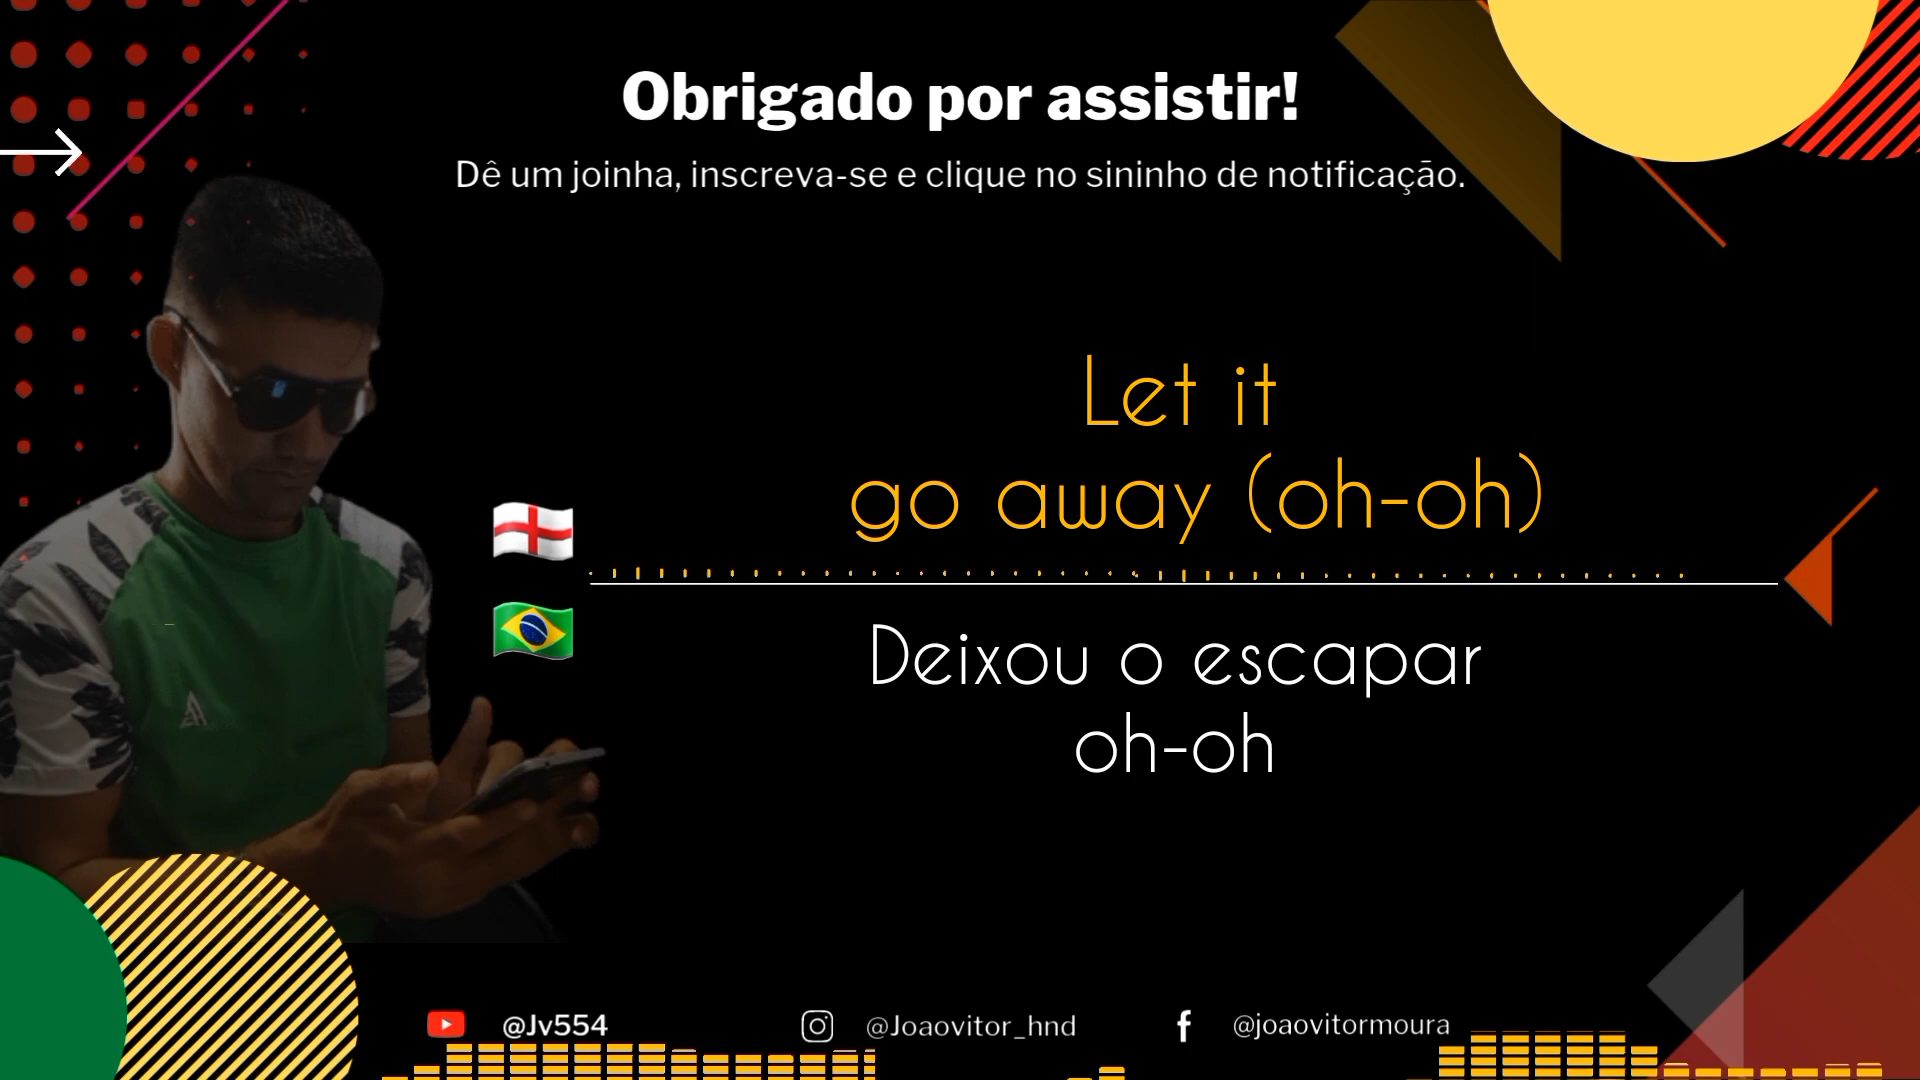 Obrigado por assistir!
Dê um joinha, inscreva-se e clique no sininho de notificação.
Let it
go away (oh-oh)
Deixou o escapar
oh-oh
@Jv554
@Joaovitor_hnd
@joaovitormoura